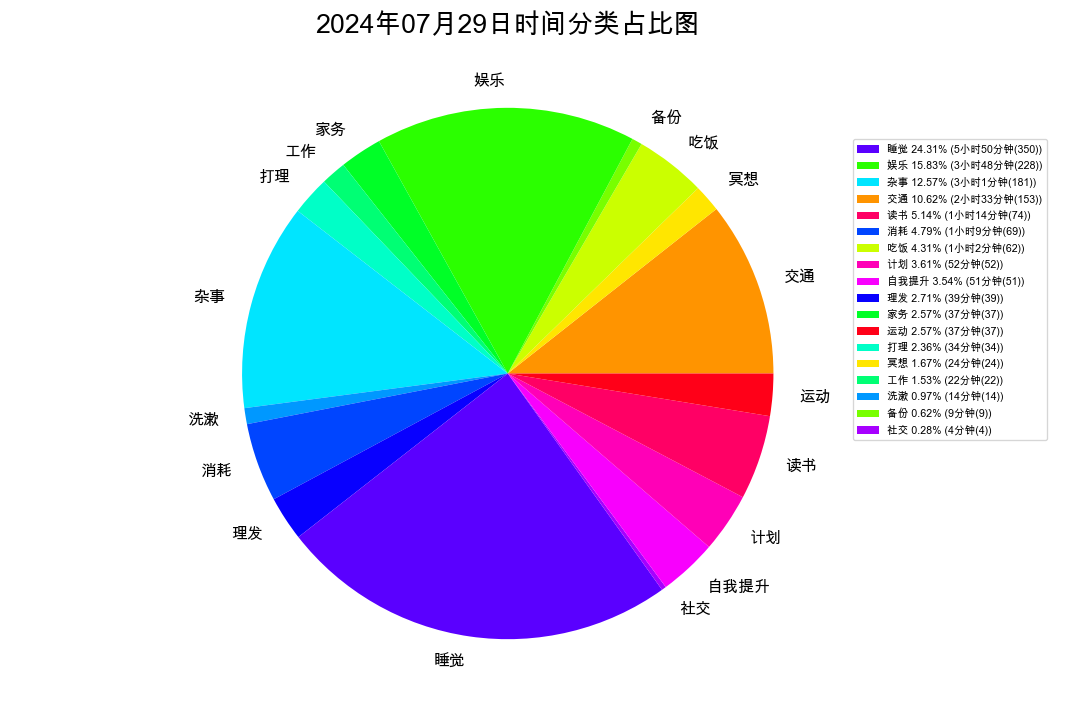 2024年07月29日时间分类占比图
娱乐
备份
家务
吃饭
工作
打理
冥想
交通
杂事
运动
洗漱
读书
消耗
理发
计划
自我提升
社交
睡觉
睡觉 24.31% (5小时50分钟(350))
娱乐 15.83% (3小时48分钟(228))
杂事 12.57% (3小时1分钟(181))
交通 10.62% (2小时33分钟(153))
读书 5.14% (1小时14分钟(74))
消耗 4.79% (1小时9分钟(69))
吃饭 4.31% (1小时2分钟(62))
计划 3.61% (52分钟(52))
自我提升 3.54% (51分钟(51))
理发 2.71% (39分钟(39))
家务 2.57% (37分钟(37))
运动 2.57% (37分钟(37))
打理 2.36% (34分钟(34))
冥想 1.67% (24分钟(24))
工作 1.53% (22分钟(22))
洗漱 0.97% (14分钟(14))
备份 0.62% (9分钟(9))
社交 0.28% (4分钟(4))